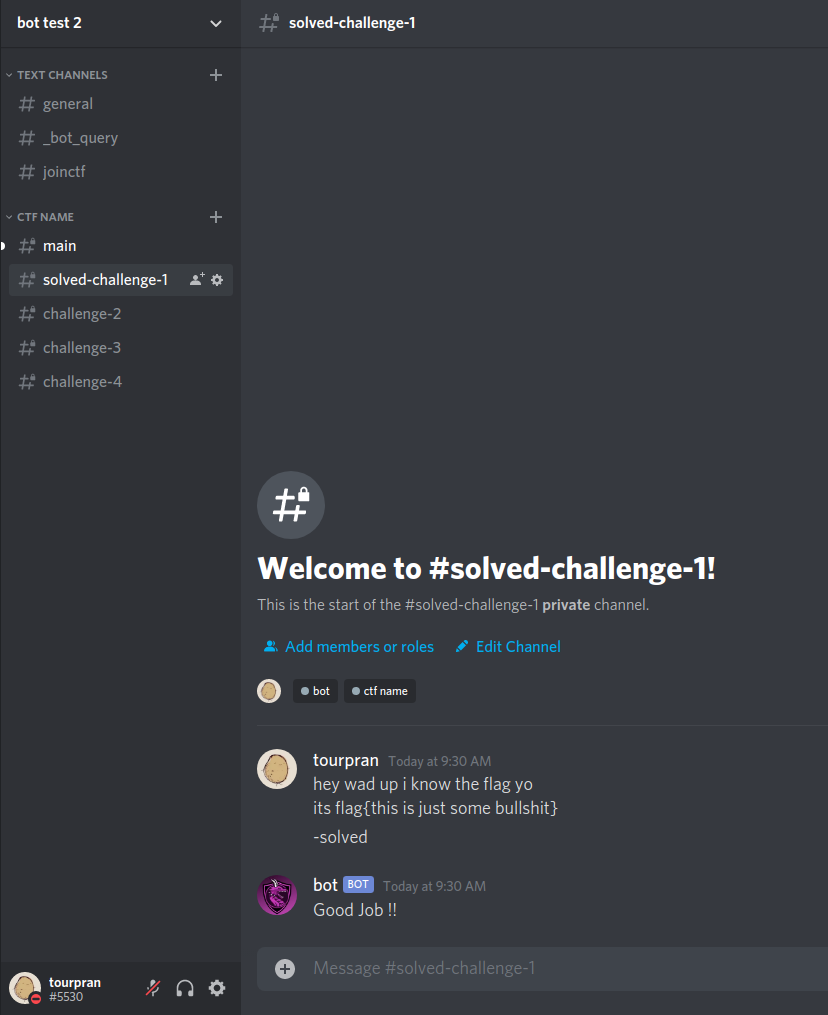 bot test 2
TEXT CHANNELS
general
_bot_query
joinctf
CTF NAME
main
solved-challenge-1
challenge-2
challenge-3
challenge-4
tourpran
#5530
solved-challenge-1
Welcome to #solved-challenge-1!
This is the start of the #solved-challenge-1 private channel.
Add members or roles Edit Channel
bot ctf name
tourpran Today at 9:30 AM
hey wad up i know the flag yo
its flag{this is just some bullshit}
-solved
bot BOT Today at 9:30 AM
Good Job !!
Message #solved-challenge-1